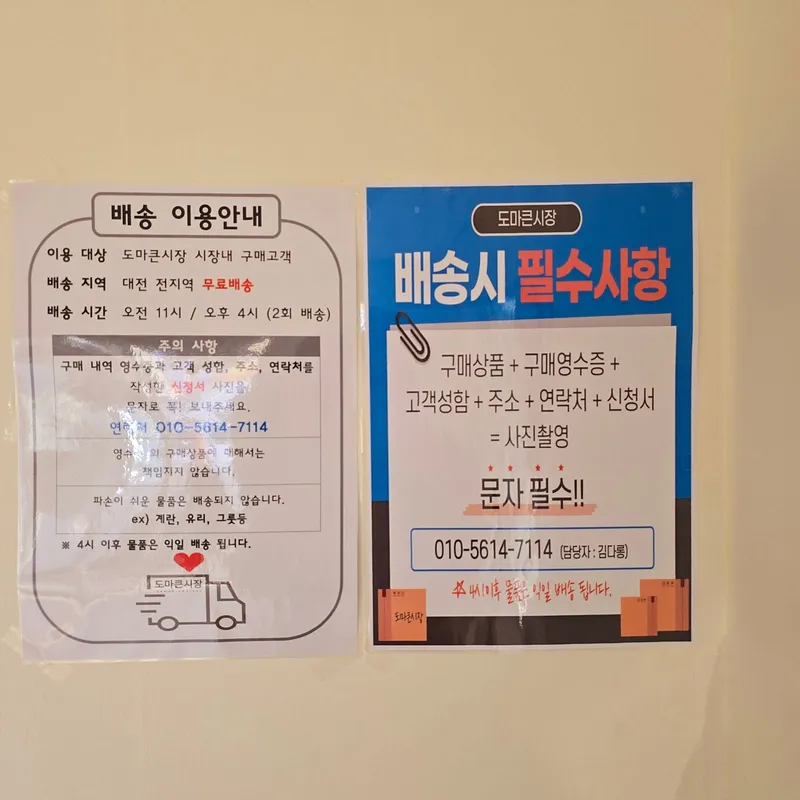 배송 이용안내
이용 대상 도마큰시장 시장내 구매고객
배송 지역 대전 전지역 무료배송
배송 시간 오전 11시 / 오후 4시 (2회 배송)
주의 사항
구매 내역 영수증과 고객 성함, 주소, 연락처를
작성한 신청서 사진을
문자로 꼭! 보내주세요.
연락처 010-5614-7114
영수증 외 구매상품에 대해서는
책임지지 않습니다.
파손이 쉬운 물품은 배송되지 않습니다.
ex) 계란, 유리, 그릇등
※ 4시 이후 물품은 익일 배송 됩니다.
도마큰시장
도마큰시장
배송시 필수사항
구매상품 + 구매영수증 +
고객성함 + 주소 + 연락처 + 신청서
= 사진촬영
문자 필수!!
010-5614-7114 (담당자 : 김다롱)
☆ 4시이후 물품은 익일 배송 됩니다.
도마큰시장